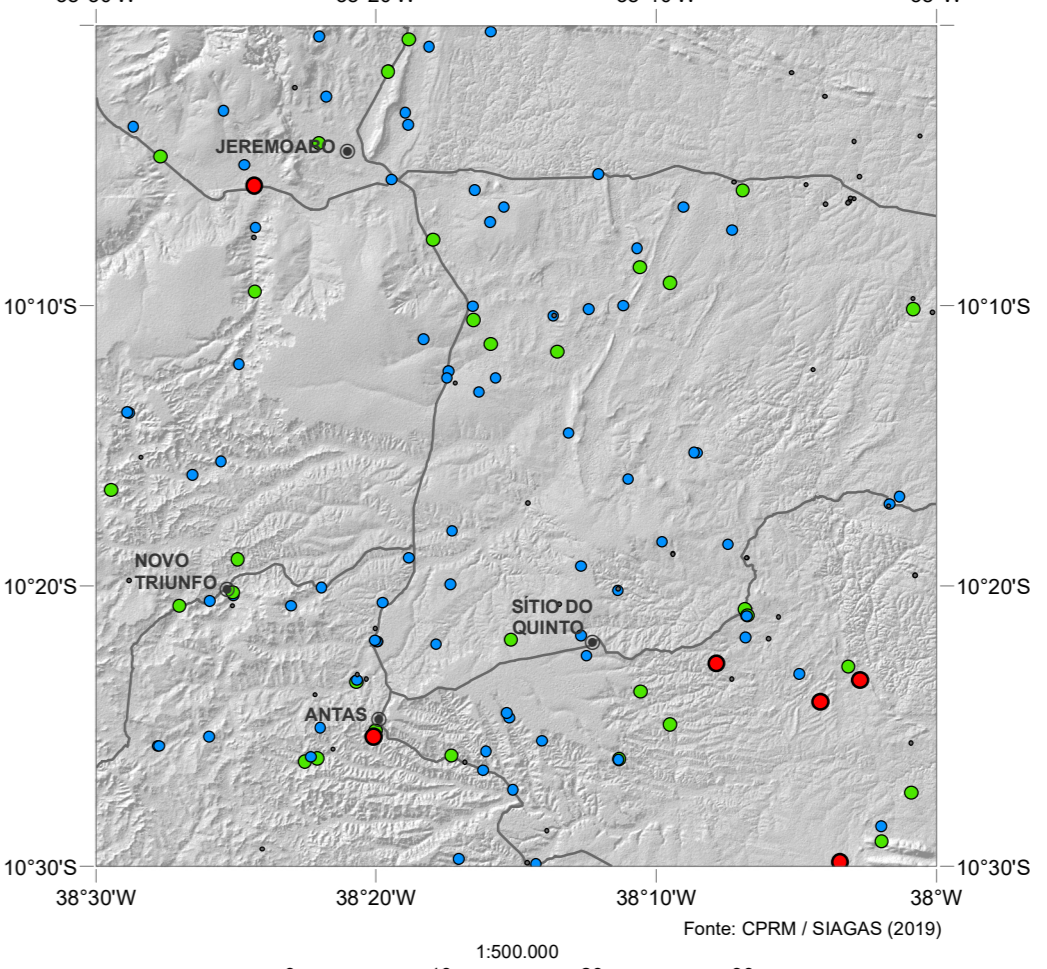 JEREMOABO
10°10'S
10°10'S
NOVO
TRIUNFO
10°20'S
10°20'S
SÍTIO DO
QUINTO
ANTAS
10°30'S
10°30'S
38°30'W
38°20'W
38°10'W
38°W
Fonte: CPRM / SIAGAS (2019)
1:500.000